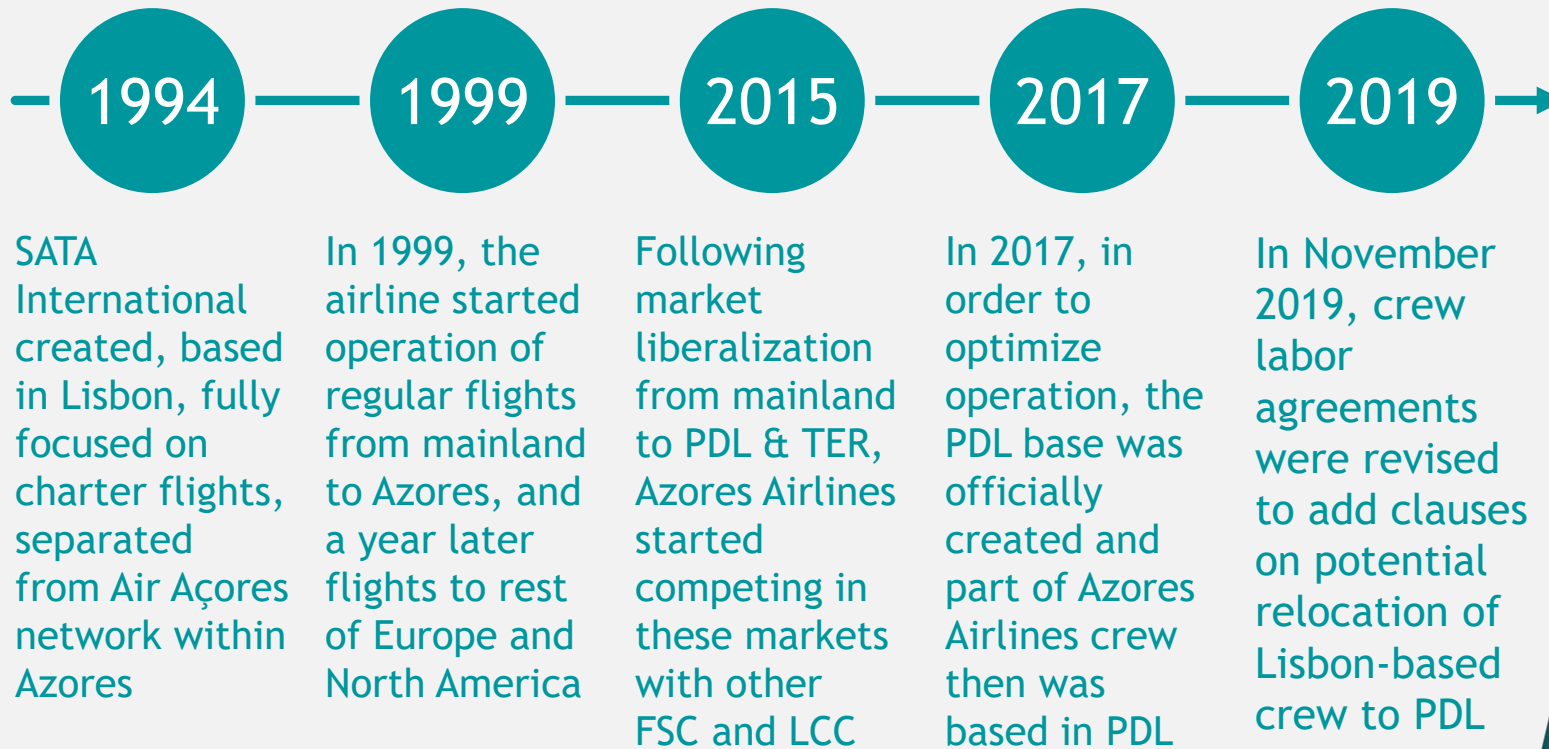 1994
1999
2015
2017
2019
SATA
International
created, based
in Lisbon, fully
focused on
charter flights,
separated
from Air Açores
network within
Azores
In 1999, the
airline started
operation of
regular flights
from mainland
to Azores, and
a year later
flights to rest
of Europe and
North America
Following
market
liberalization
from mainland
to PDL & TER,
Azores Airlines
started
competing in
these markets
with other
FSC and LCC
In 2017, in
order to
optimize
operation, the
PDL base was
officially
created and
part of Azores
Airlines crew
then was
based in PDL
In November
2019, crew
labor
agreements
were revised
to add clauses
on potential
relocation of
Lisbon-based
crew to PDL